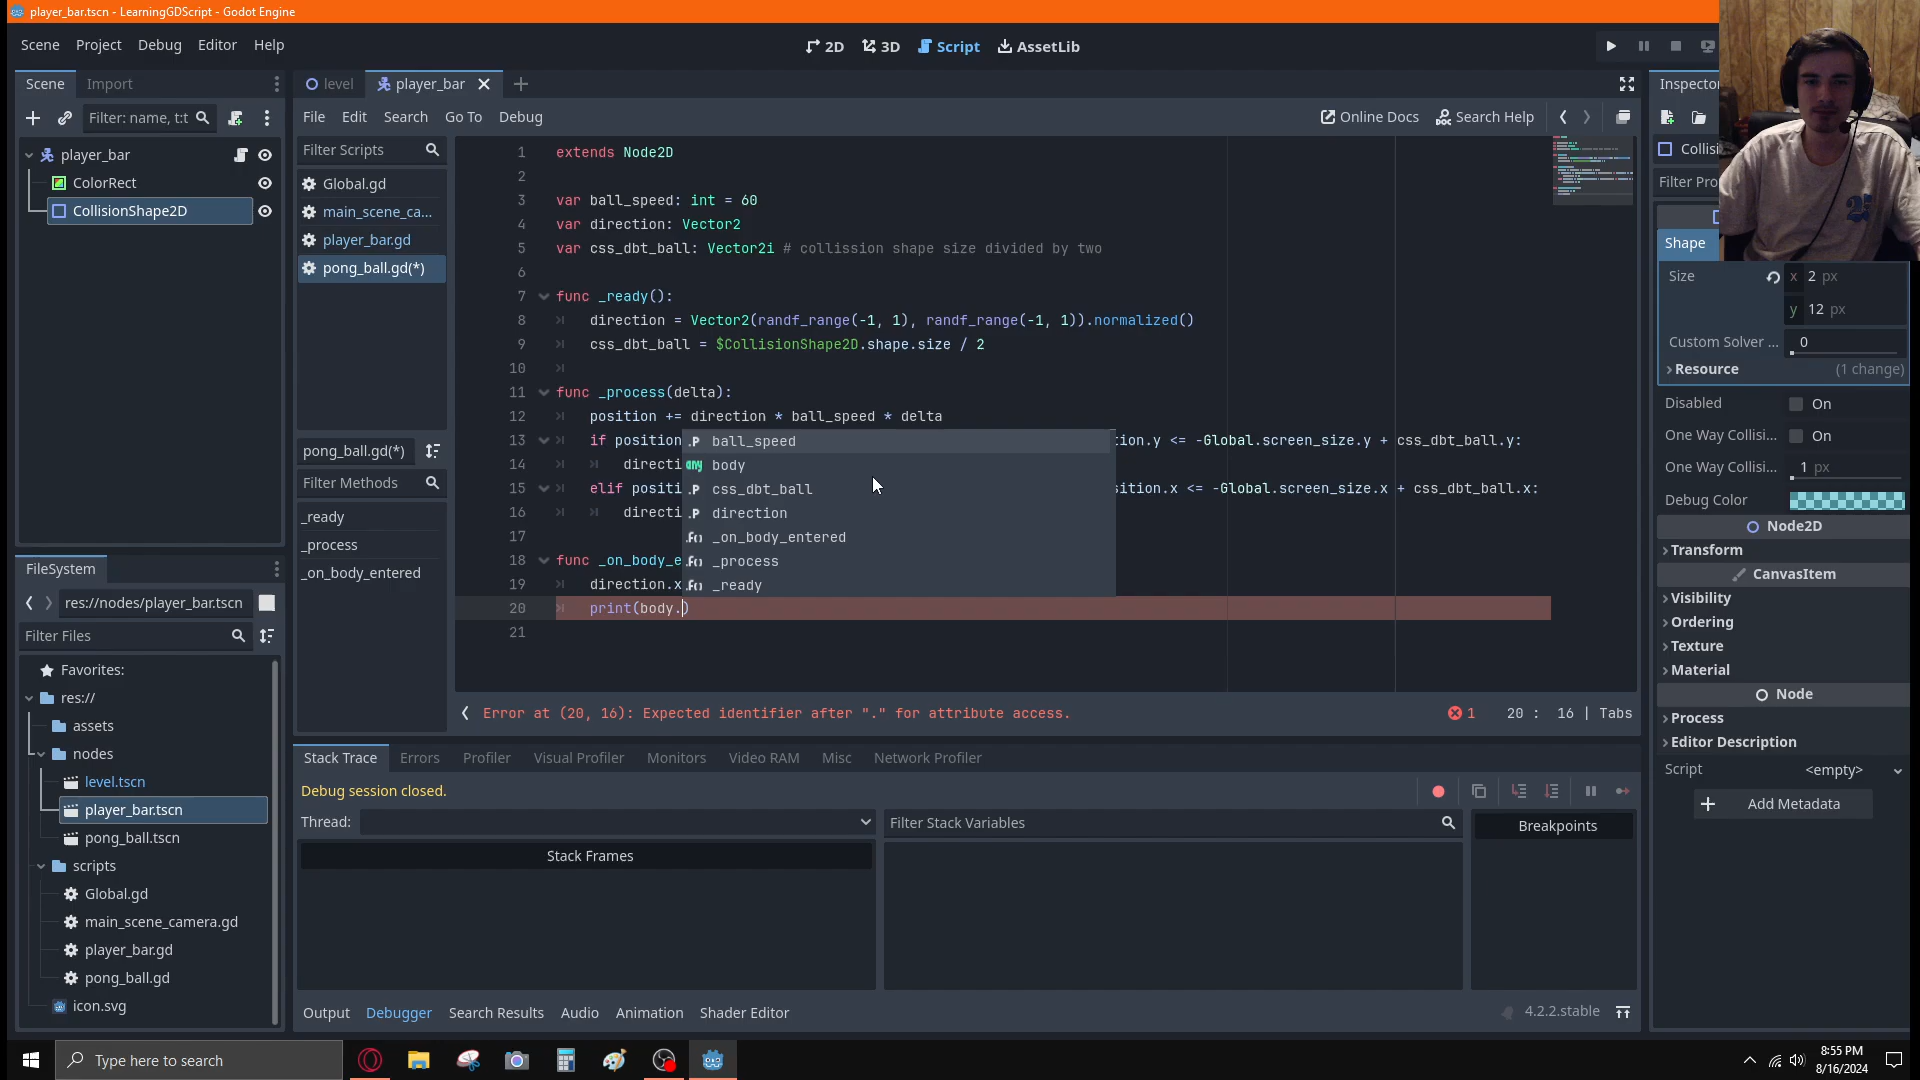 player_bar.tscn - LearningGDScript - Godot Engine
Scene Project Debug Editor Help
2D 3D Script AssetLib
Scene Import
level player_bar
Inspector
Filter: name, t:t
File Edit Search Go To Debug
Online Docs Search Help
player_bar
ColorRect
CollisionShape2D
Filter Scripts
Global.gd
main_scene_ca...
player_bar.gd
pong_ball.gd(*)
pong_ball.gd(*)
Filter Methods
_ready
_process
_on_body_entered
1 extends Node2D
2
3 var ball_speed: int = 60
4 var direction: Vector2
5 var css_dbt_ball: Vector2i # collission shape size divided by two
6
7 func _ready():
8 direction = Vector2(randf_range(-1, 1), randf_range(-1, 1)).normalized()
9 css_dbt_ball = $CollisionShape2D.shape.size / 2
10
11 func _process(delta):
12 position += direction * ball_speed * delta
13 if position tion.y <= -Global.screen_size.y + css_dbt_ball.y:
14 directi
15 elif positi ition.x <= -Global.screen_size.x + css_dbt_ball.x:
16 directi
17
18 func _on_body_e
19 direction.x
20 print(body.)
21
ball_speed
body
css_dbt_ball
direction
_on_body_entered
_process
_ready
Error at (20, 16): Expected identifier after "." for attribute access.
1 20 : 16 | Tabs
Stack Trace Errors Profiler Visual Profiler Monitors Video RAM Misc Network Profiler
Debug session closed.
Thread:
Filter Stack Variables
Breakpoints
Stack Frames
Output Debugger Search Results Audio Animation Shader Editor
4.2.2.stable
FileSystem
res://nodes/player_bar.tscn
Filter Files
Favorites:
res://
assets
nodes
level.tscn
player_bar.tscn
pong_ball.tscn
scripts
Global.gd
main_scene_camera.gd
player_bar.gd
pong_ball.gd
icon.svg
Collisi
Filter Pro
Shape
Size x 2 px
y 12 px
Custom Solver ... 0
Resource (1 change)
Disabled On
One Way Collisi... On
One Way Collisi... 1 px
Debug Color
Node2D
Transform
CanvasItem
Visibility
Ordering
Texture
Material
Node
Process
Editor Description
Script <empty>
Add Metadata
Type here to search
8:55 PM
8/16/2024